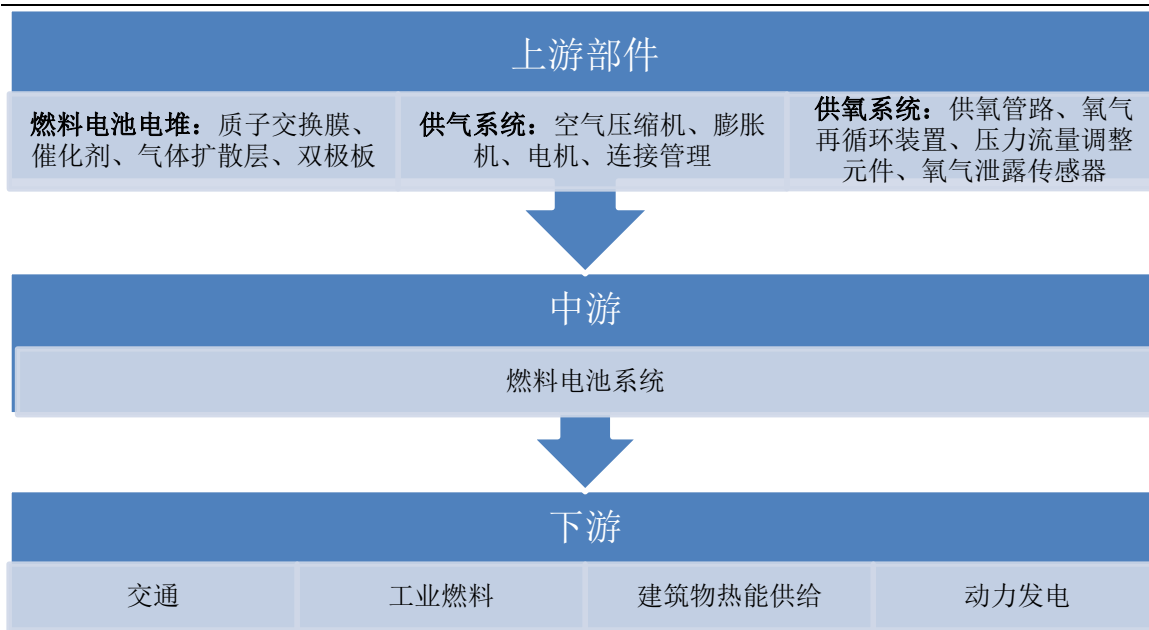 上游部件
燃料电池电堆：质子交换膜、
催化剂、气体扩散层、双极板
供气系统：空气压缩机、膨胀
机、电机、连接管理
供氧系统：供氧管路、氧气
再循环装置、压力流量调整
元件、氧气泄露传感器
中游
燃料电池系统
下游
交通
工业燃料
建筑物热能供给
动力发电